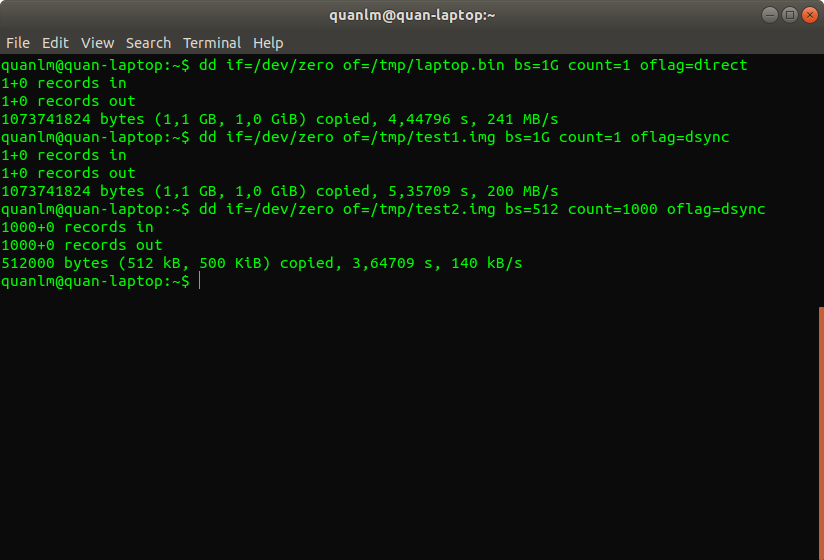 quanlm@quan-laptop:~
File Edit View Search Terminal Help
quanlm@quan-laptop:~$ dd if=/dev/zero of=/tmp/laptop.bin bs=1G count=1 oflag=direct
1+0 records in
1+0 records out
1073741824 bytes (1,1 GB, 1,0 GiB) copied, 4,44796 s, 241 MB/s
quanlm@quan-laptop:~$ dd if=/dev/zero of=/tmp/test1.img bs=1G count=1 oflag=dsync
1+0 records in
1+0 records out
1073741824 bytes (1,1 GB, 1,0 GiB) copied, 5,35709 s, 200 MB/s
quanlm@quan-laptop:~$ dd if=/dev/zero of=/tmp/test2.img bs=512 count=1000 oflag=dsync
1000+0 records in
1000+0 records out
512000 bytes (512 kB, 500 KiB) copied, 3,64709 s, 140 kB/s
quanlm@quan-laptop:~$